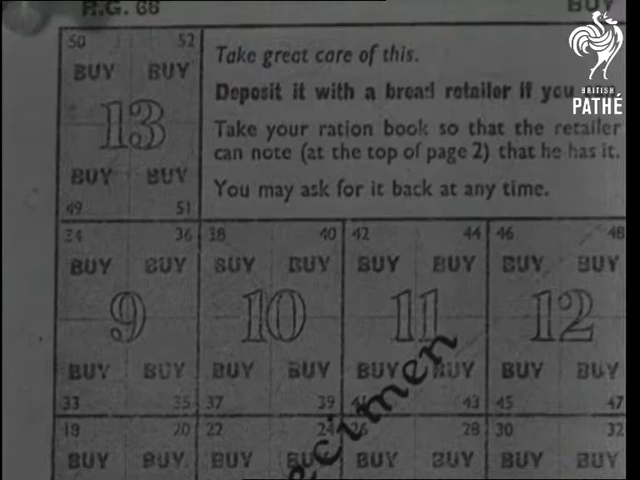 R.G. 68 BUY
BRITISH
PATHÉ
50 52
BUY BUY
13
BUY BUY
49 51
Take great care of this.
Deposit it with a bread retailer if you
Take your ration book so that the retailer
can note (at the top of page 2) that he has it.
You may ask for it back at any time.
34 36 38 40 42 44 46 48
BUY BUY BUY BUY BUY BUY BUY BUY
9 10 11 12
BUY BUY BUY BUY BUY BUY BUY BUY
33 35 37 39 41 43 45 47
18 20 22 24 26 28 30 32
BUY BUY BUY BUY BUY BUY BUY
cimen